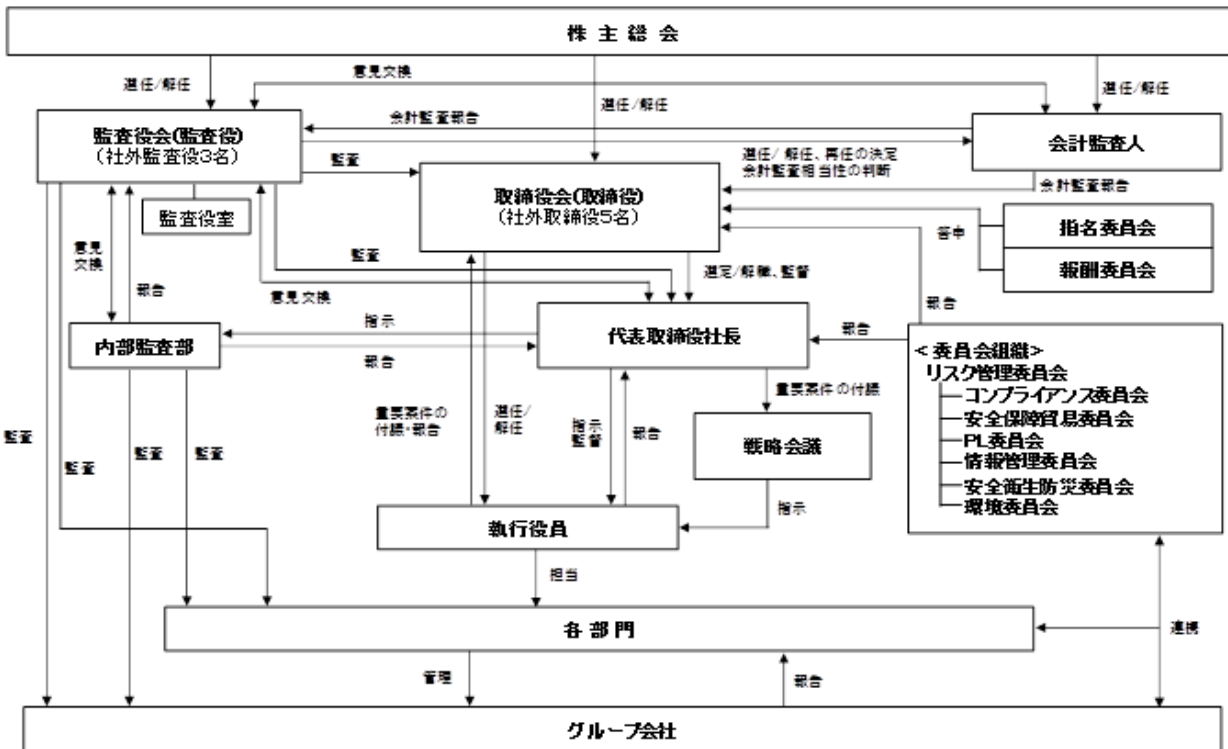 株主総会
選任/解任
意見交換
選任/解任
選任/解任
監査役会(監査役)
(社外監査役3名)
会計監査報告
会計監査人
監査
選任/ 解任、再任の決定
会計監査相当性の判断
会計監査報告
取締役会(取締役)
(社外取締役5名)
監査役室
答申
指名委員会
報酬委員会
意見
交換
報告
監査
選定/解職、監督
意見交換
報告
内部監査部
指示
報告
代表取締役社長
報告
<委員会組織>
リスク管理委員会
コンプライアンス委員会
安全保障貿易委員会
PL委員会
情報管理委員会
安全衛生防災委員会
環境委員会
重要案件の付議
重要案件の
付議・報告
選任/
解任
指示
監督
報告
戦略会議
監査
監査
監査
監査
指示
執行役員
担当
各部門
連携
管理
報告
グループ会社